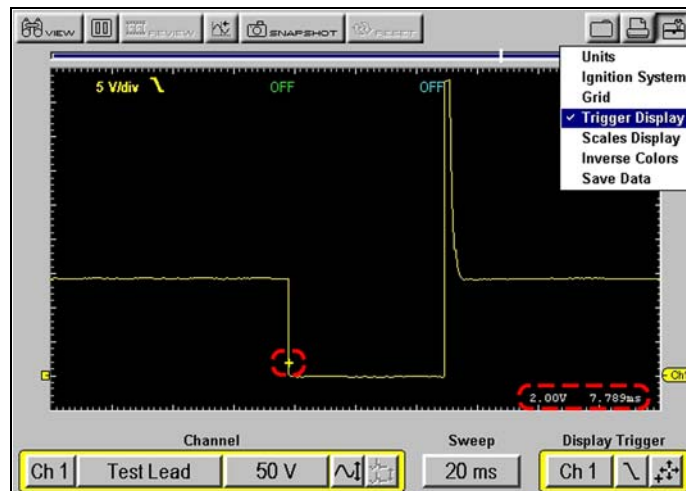 VIEW REVIEW SNAPSHOT RESET
Units
Ignition System
Grid
✓ Trigger Display
Scales Display
Inverse Colors
Save Data
5 V/div OFF OFF
Ch1
2.00V 7.789ms
Channel Sweep Display Trigger
Ch 1 Test Lead 50 V 20 ms Ch 1